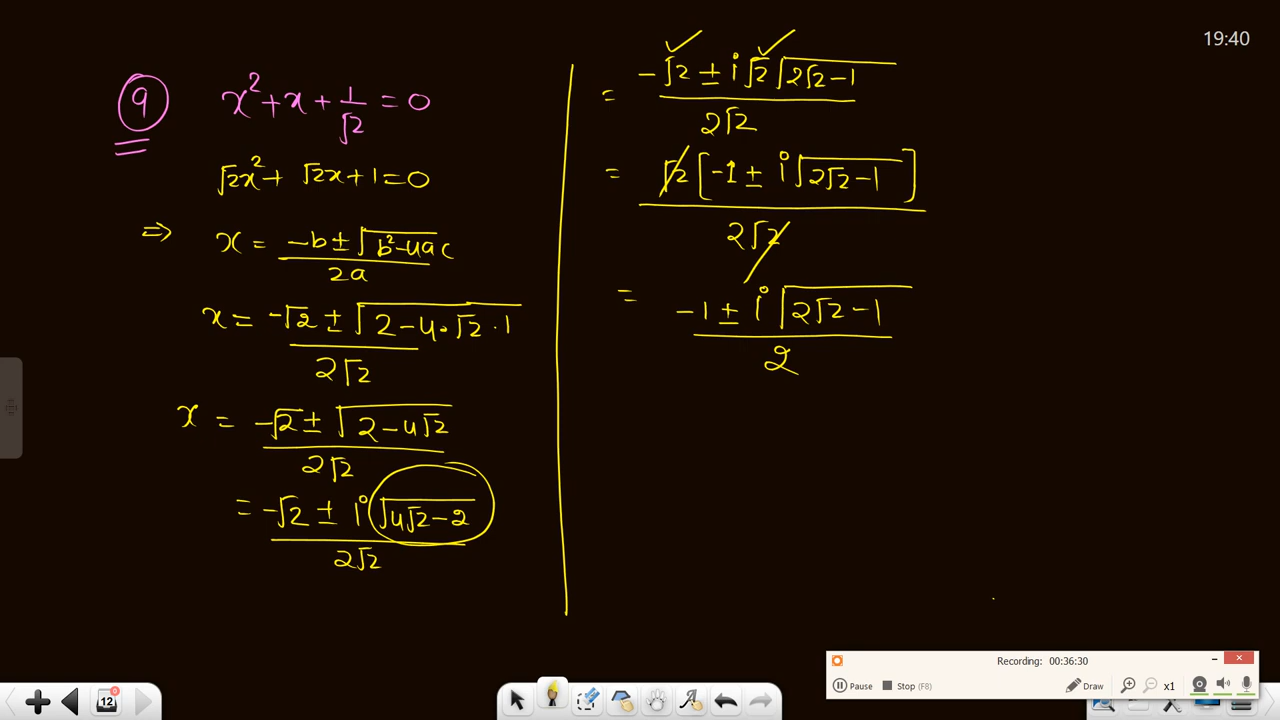 19:40
9 x² + x + 1/√2 = 0
√2x² + √2x + 1 = 0
⇒ x = (-b ± √(b² - 4ac))/2a
x = (-√2 ± √(2 - 4·√2·1))/2√2
x = (-√2 ± √(2 - 4√2))/2√2
= (-√2 ± i√(4√2 - 2))/2√2
= (-√2 ± i√2√(2√2 - 1))/2√2
= √2[-1 ± i√(2√2 - 1)]/2√2
= (-1 ± i√(2√2 - 1))/2
Recording: 00:36:30
Pause Stop (F8) Draw x1
12 0